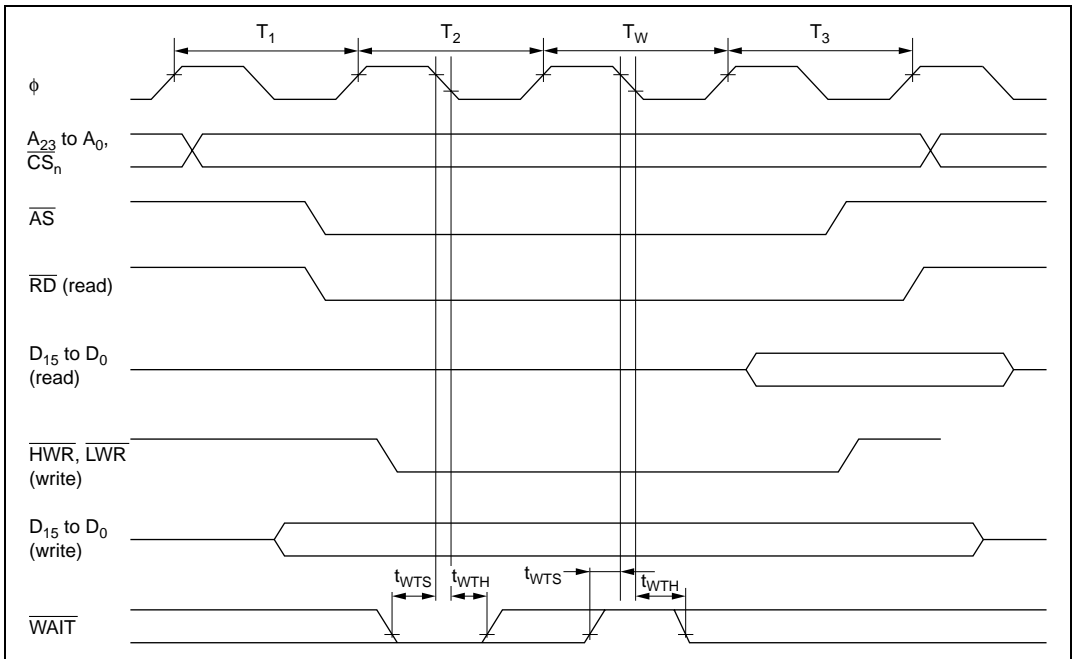 T1 T2 TW T3
ϕ
A23 to A0,
CSn
AS
RD (read)
D15 to D0
(read)
HWR, LWR
(write)
D15 to D0
(write)
tWTS tWTH tWTS tWTH
WAIT